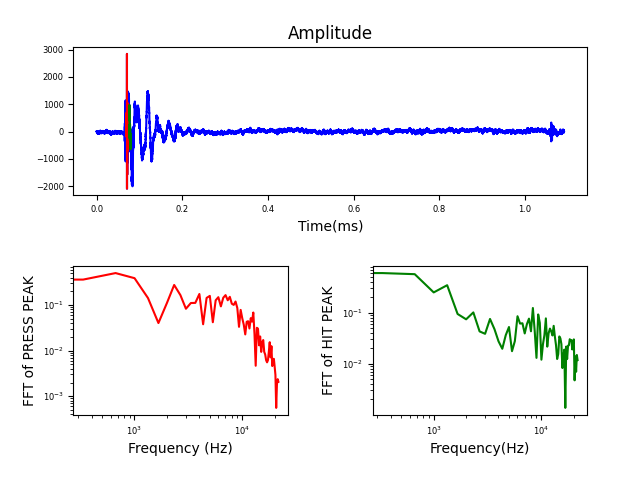 Amplitude
3000
2000
1000
0
−1000
−2000
0.0 0.2 0.4 0.6 0.8 1.0
Time(ms)
FFT of PRESS PEAK
10⁻¹
10⁻²
10⁻³
10³ 10⁴
Frequency (Hz)
FFT of HIT PEAK
10⁻¹
10⁻²
10³ 10⁴
Frequency(Hz)